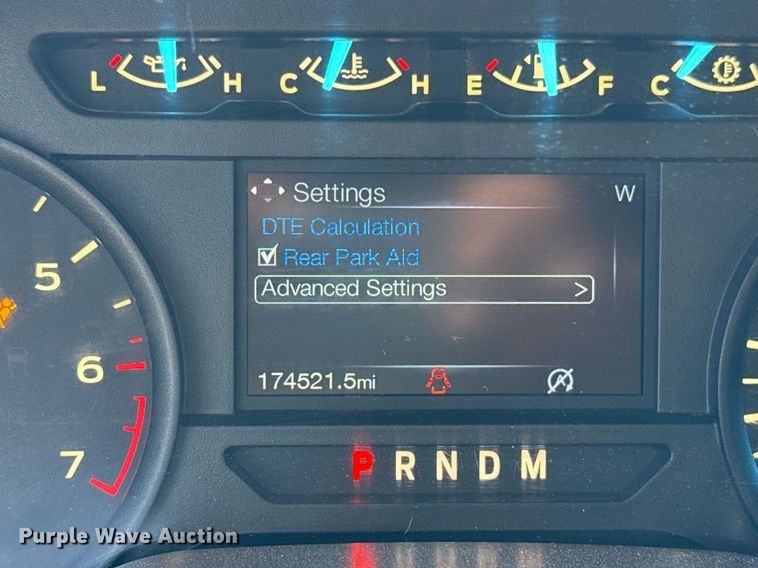 L H C H E F C
Settings W
DTE Calculation
Rear Park Aid
Advanced Settings >
5
6
174521.5mi
7
P R N D M
Purple Wave Auction